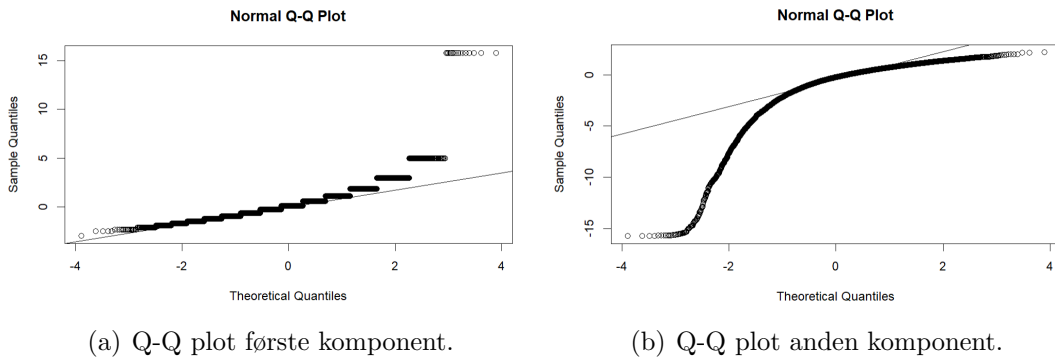 Normal Q-Q Plot
Sample Quantiles
15
10
5
0
-4
-2
0
2
4
Theoretical Quantiles
(a) Q-Q plot første komponent.
Normal Q-Q Plot
Sample Quantiles
0
-5
-10
-15
-4
-2
0
2
4
Theoretical Quantiles
(b) Q-Q plot anden komponent.